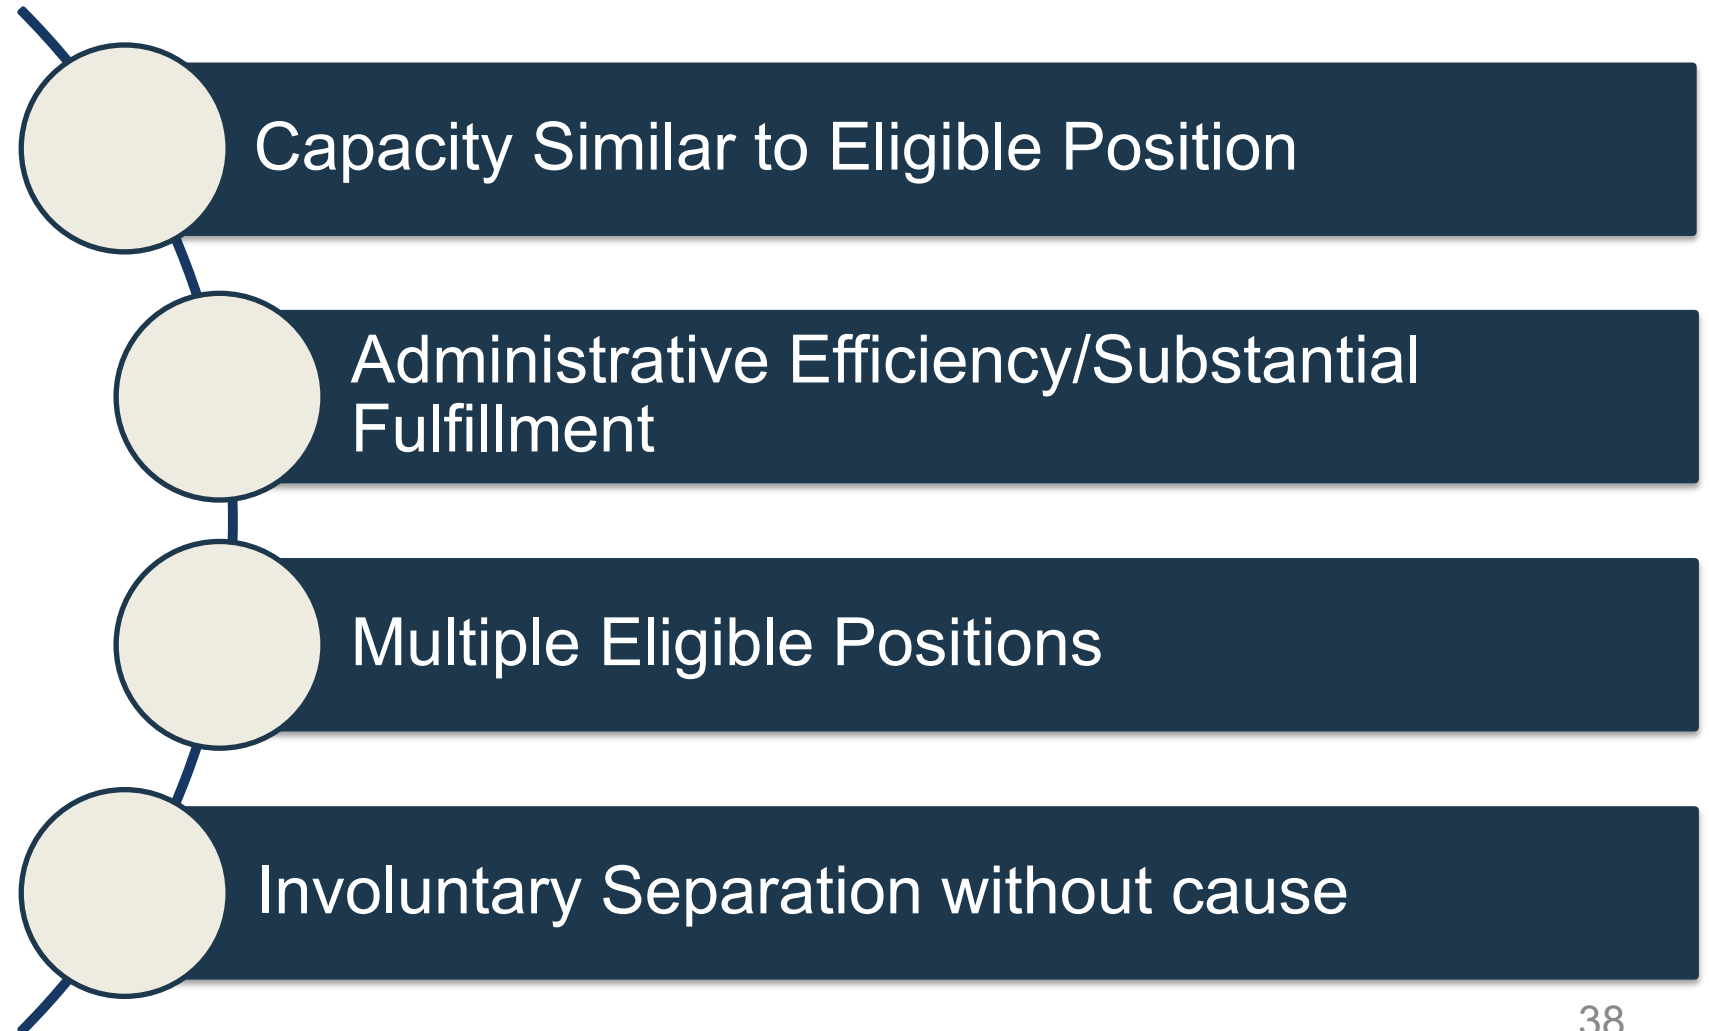 Capacity Similar to Eligible Position
Administrative Efficiency/Substantial
Fulfillment
Multiple Eligible Positions
Involuntary Separation without cause
38